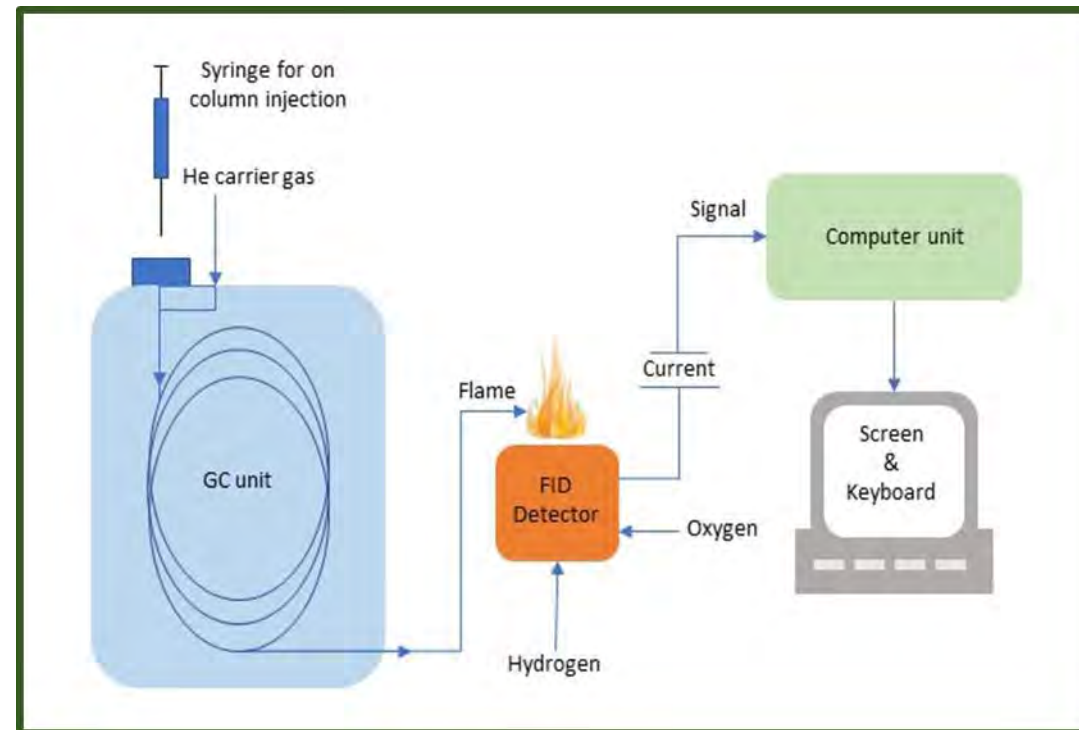 Syringe for on
column injection
He carrier gas
Signal
Computer unit
Current
Flame
Screen
&
Keyboard
GC unit
FID
Detector
Oxygen
Hydrogen